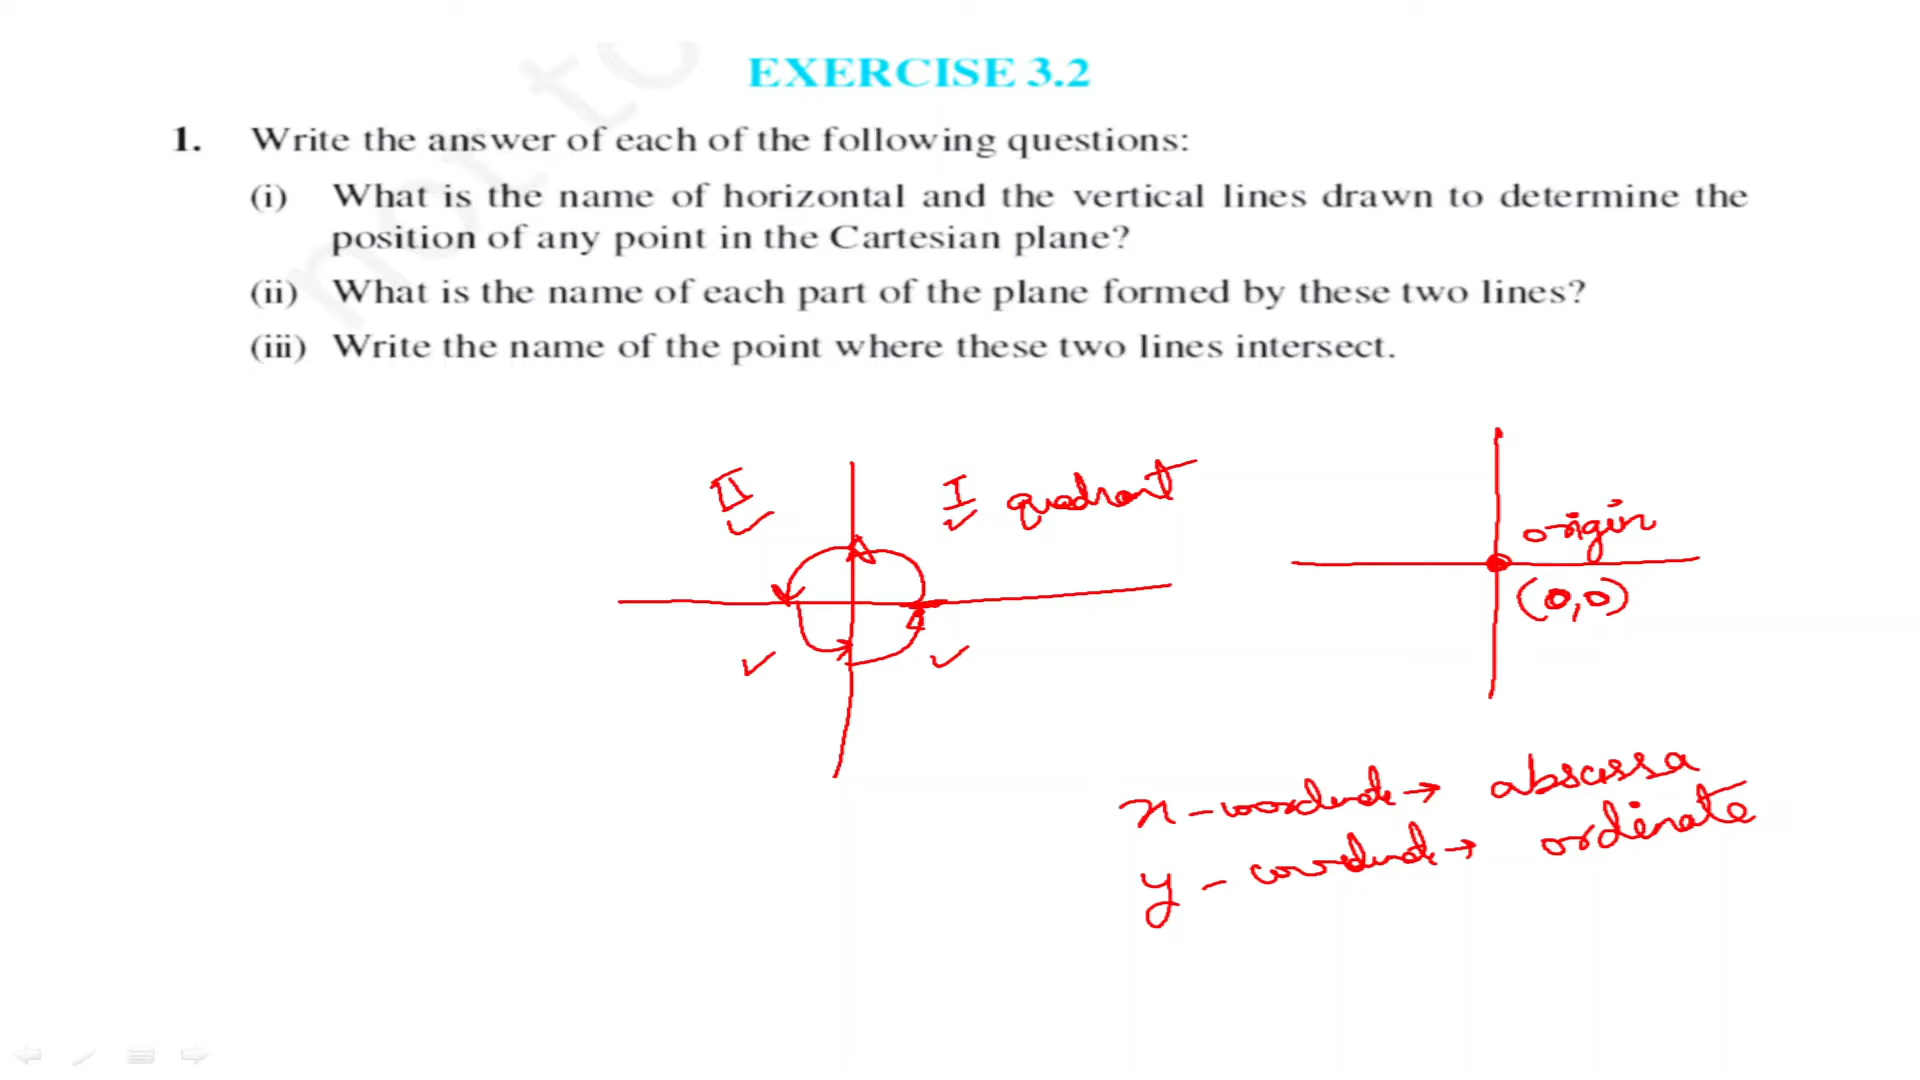 EXERCISE 3.2
1. Write the answer of each of the following questions:
(i) What is the name of horizontal and the vertical lines drawn to determine the
position of any point in the Cartesian plane?
(ii) What is the name of each part of the plane formed by these two lines?
(iii) Write the name of the point where these two lines intersect.
II
I quadrant
origin
(0,0)
x - coordinate → abscissa
y - coordinate → ordinate